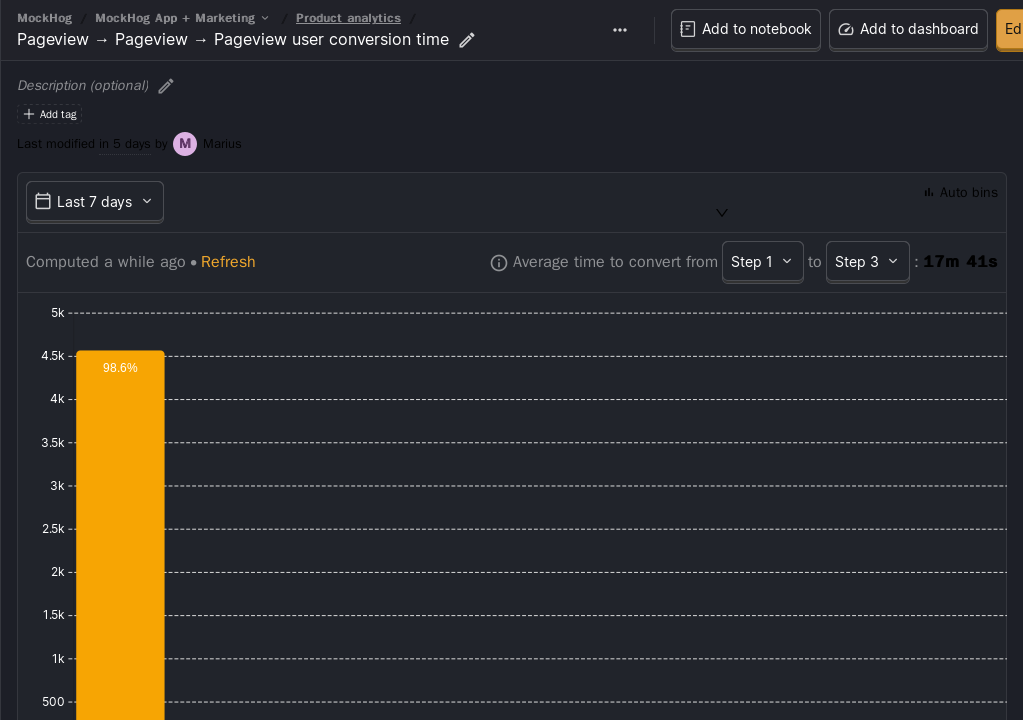 MockHog / MockHog App + Marketing / Product analytics /
Pageview → Pageview → Pageview user conversion time
Add to notebook
Add to dashboard
Ed
Description (optional)
Add tag
Last modified in 5 days by M Marius
Last 7 days
Auto bins
Computed a while ago • Refresh
Average time to convert from Step 1 to Step 3 : 17m 41s
5k
4.5k
98.6%
4k
3.5k
3k
2.5k
2k
1.5k
1k
500